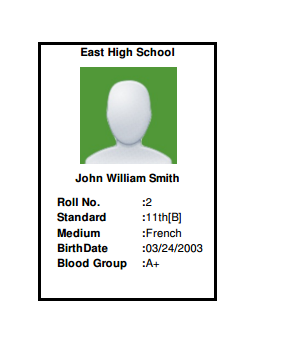 East High School
John William Smith
Roll No. :2
Standard :11th[B]
Medium :French
BirthDate :03/24/2003
Blood Group :A+